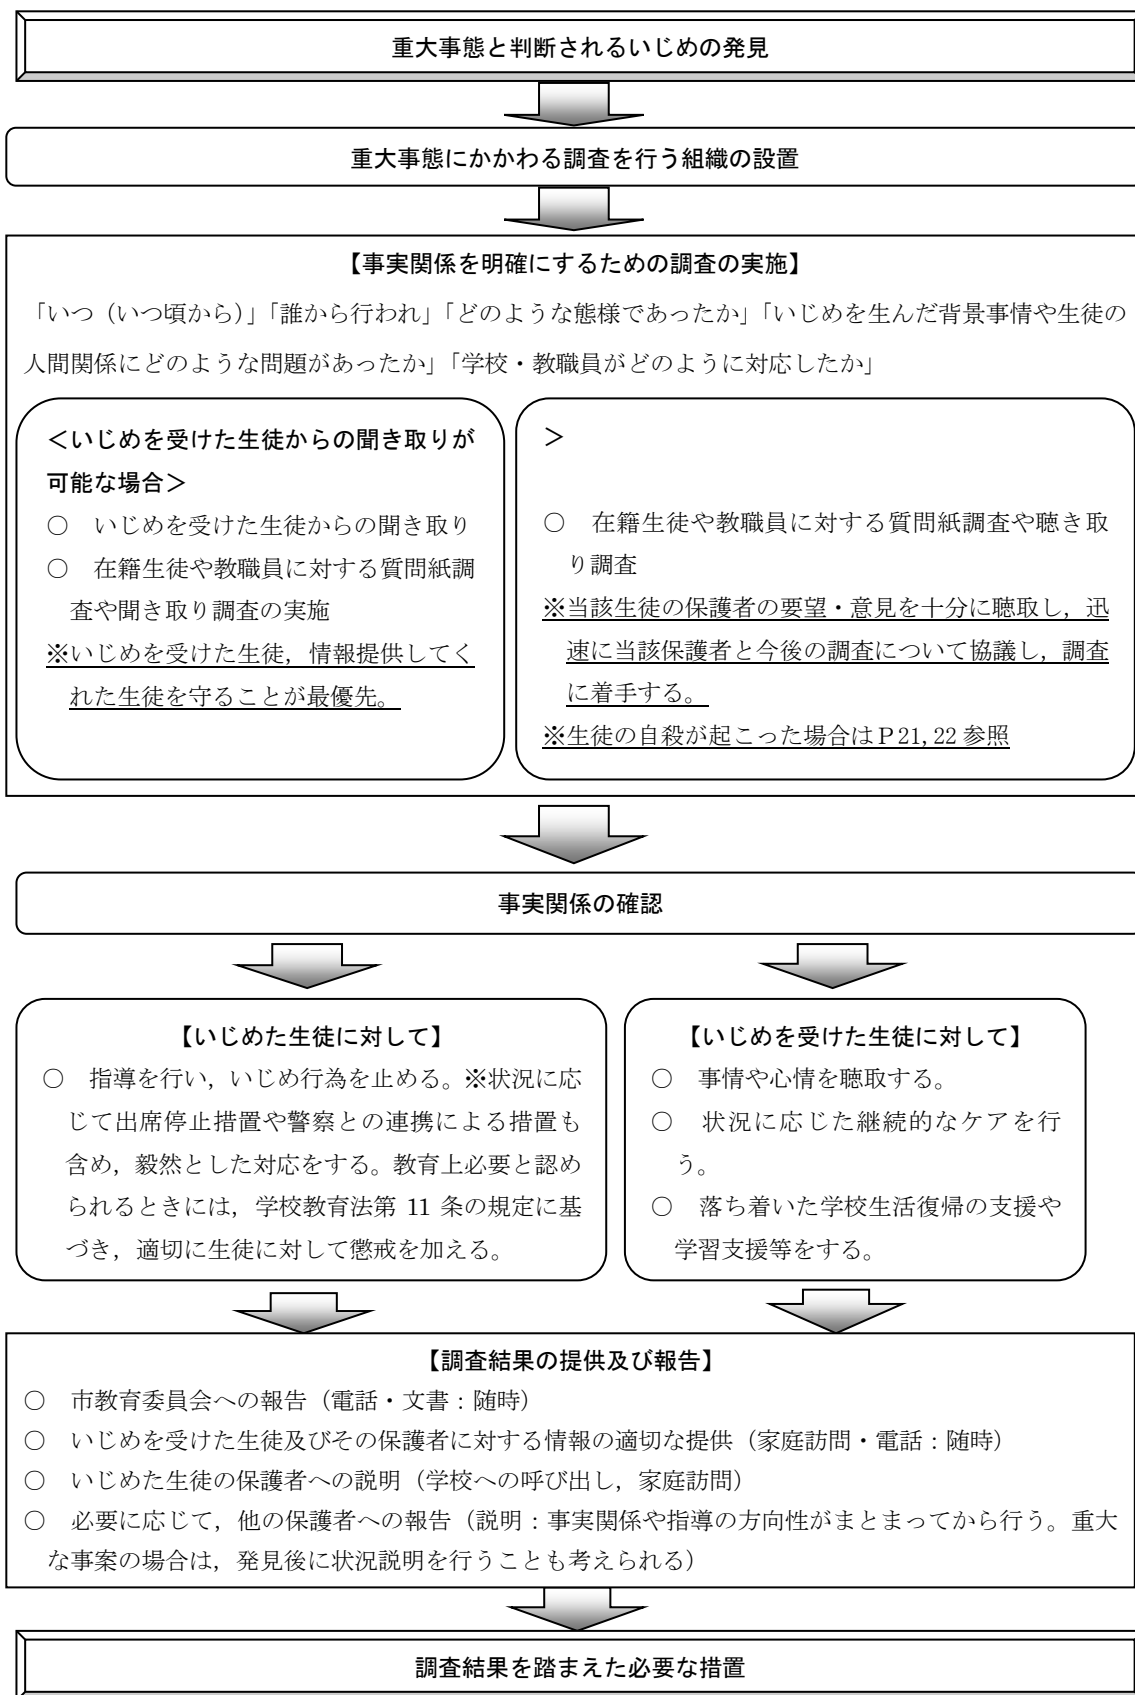 重大事態と判断されるいじめの発見
重大事態にかかわる調査を行う組織の設置
【事実関係を明確にするための調査の実施】
「いつ（いつ頃から）」「誰から行われ」「どのような態様であったか」「いじめを生んだ背景事情や生徒の
人間関係にどのような問題があったか」「学校・教職員がどのように対応したか」
＜いじめを受けた生徒からの聞き取りが
可能な場合＞
○　いじめを受けた生徒からの聞き取り
○　在籍生徒や教職員に対する質問紙調
査や聞き取り調査の実施
※いじめを受けた生徒，情報提供してく
れた生徒を守ることが最優先。
＞
○　在籍生徒や教職員に対する質問紙調査や聴き取
り調査
※当該生徒の保護者の要望・意見を十分に聴取し，迅
速に当該保護者と今後の調査について協議し，調査
に着手する。
※生徒の自殺が起こった場合はＰ21, 22 参照
事実関係の確認
【いじめた生徒に対して】
○　指導を行い，いじめ行為を止める。※状況に応
じて出席停止措置や警察との連携による措置も
含め，毅然とした対応をする。教育上必要と認め
られるときには，学校教育法第 11 条の規定に基
づき，適切に生徒に対して懲戒を加える。
【いじめを受けた生徒に対して】
○　事情や心情を聴取する。
○　状況に応じた継続的なケアを行
う。
○　落ち着いた学校生活復帰の支援や
学習支援等をする。
【調査結果の提供及び報告】
○　市教育委員会への報告（電話・文書：随時）
○　いじめを受けた生徒及びその保護者に対する情報の適切な提供（家庭訪問・電話：随時）
○　いじめた生徒の保護者への説明（学校への呼び出し，家庭訪問）
○　必要に応じて，他の保護者への報告（説明：事実関係や指導の方向性がまとまってから行う。重大
な事案の場合は，発見後に状況説明を行うことも考えられる）
調査結果を踏まえた必要な措置